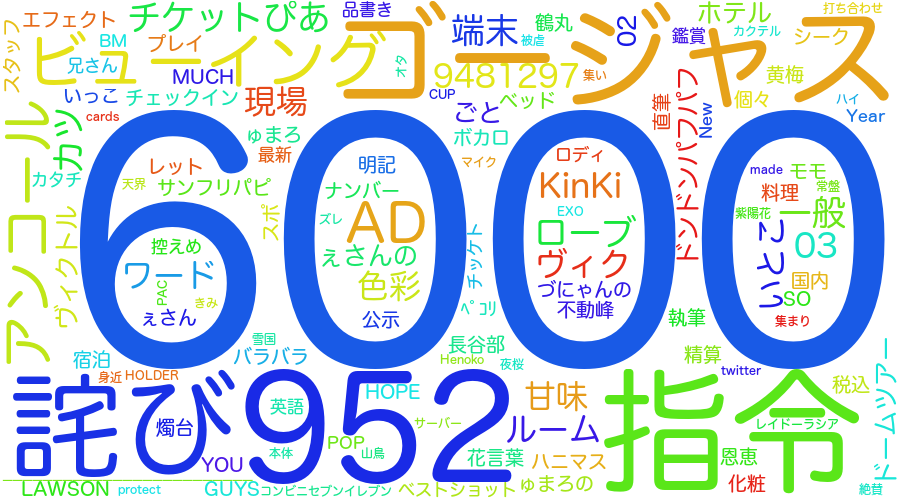 エフェクト
チケットぴあ
品書き
ゴージャス
端末
鶴丸
02
ホテル
打ち合わせ
スタッフ
ビューイング
BM
プレイ
兄さん
オタ
被虐
集い
鑑賞
カクテル
シーク
MUCH
9481297
黄梅
いっこ
チェックイン
現場
CUP
ごと
ベッド
直筆
New
個々
ハイ
cards
Year
アンコール
カッ
ゅまろ
ボカロ
ドンドンパフパフ
6000
レット
最新
明記
マイク
ロディ
made
モモ
カタチ
天界
サンフリパピ
ナンバー
KinKi
料理
常盤
ヴィクトル
スポ
ズレ
AD
EXO
紫陽花
一般
控えめ
ぇさんの
チケット
ローブ
いとこ
03
ワード
色彩
ヴィク
国内
PAC
ぎみ
づにゃんの
SO
ぇさん
公示
ペコリ
不動峰
執筆
集まり
宿泊
雪国
バラバラ
長谷部
Henoko
夜桜
精算
twitter
身近
HOLDER
詫び
952
指令
HOPE
甘味
税込
ドームツアー
燭台
英語
サーバー
ルーム
レイドーラシア
本体
POP
山鳥
YOU
花言葉
ハニマス
恩恵
化粧
LAWSON
protect
GUYS
コンビニセブンイレブン
ベストショット
ゅまろの
絶賛